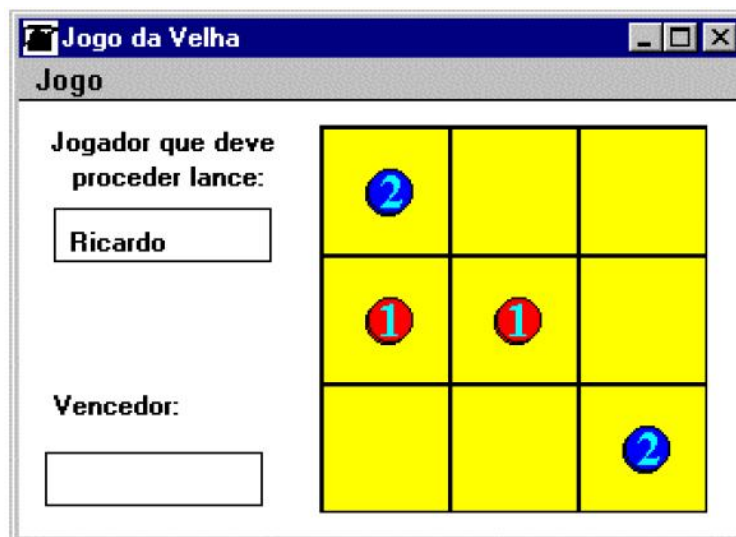 Jogo da Velha
Jogo
Jogador que deve
proceder lance:
Ricardo
2
1 1
Vencedor:
2